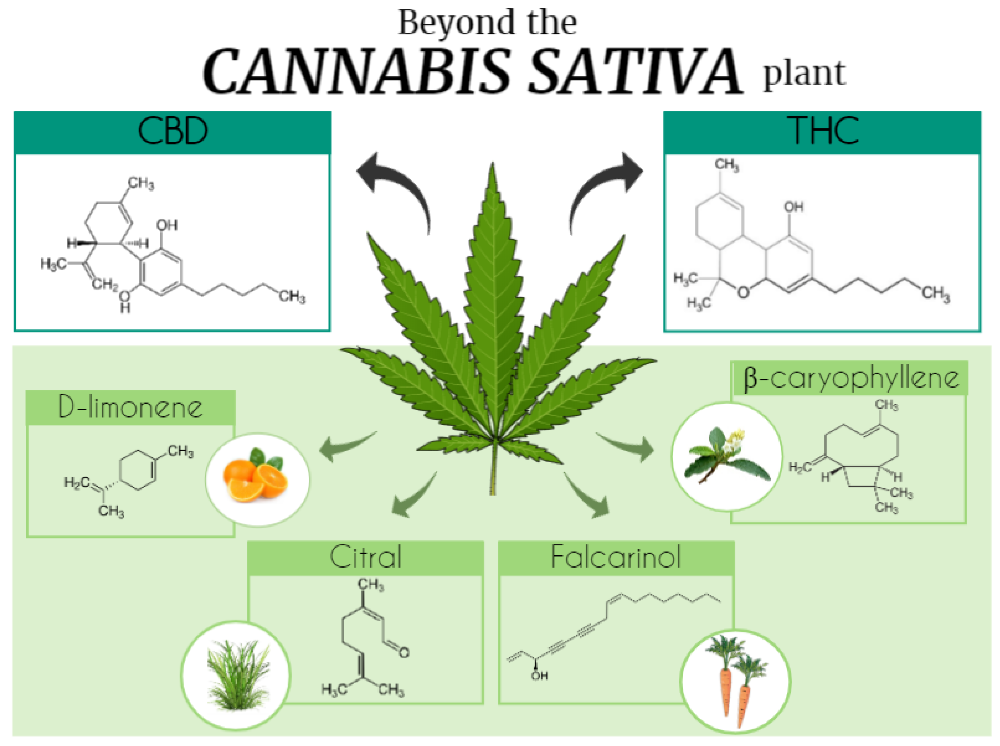 Beyond the
CANNABIS SATIVA plant
CBD
CH₃
OH
H
H
H₃C
CH₂
O
H
CH₃
THC
CH₃
OH
H₃C
O
H₃C
CH₃
D-limonene
CH₃
H₂C
CH₃
β-caryophyllene
CH₃
H₂C
H
H
CH₃
CH₃
Citral
CH₃
O
H₃C
CH₃
Falcarinol
OH